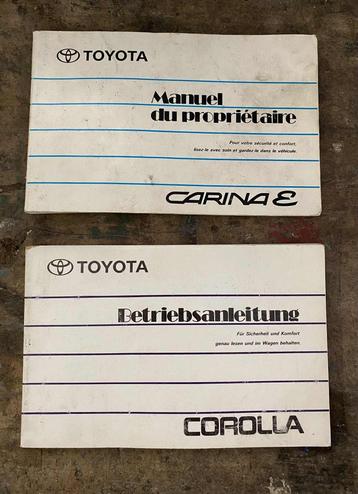 TOYOTA
Manuel
du propriétaire
Pour votre sécurité et confort,
lisez-le avec soin et gardez-le dans le véhicule.
CARINA E
TOYOTA
Betriebsanleitung
Für Sicherheit und Komfort
genau lesen und im Wagen behalten.
COROLLA